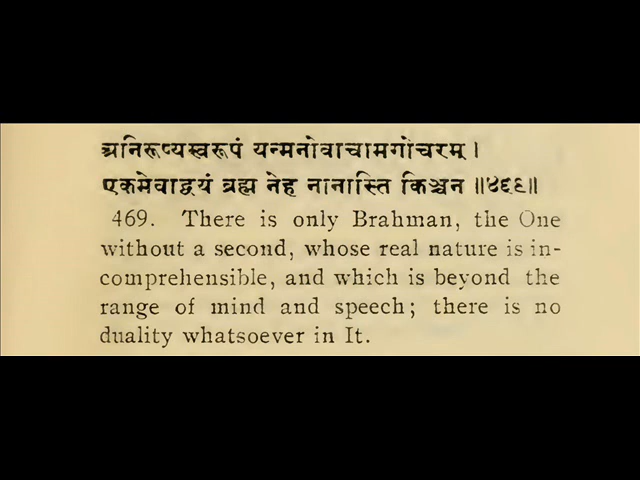 अनिरूप्यस्वरूपं यन्मनोवाचामगोचरम् ।
एकमेवाद्वयं ब्रह्म नेह नानास्ति किञ्चन ॥४६९॥
469. There is only Brahman, the One
without a second, whose real nature is in-
comprehensible, and which is beyond the
range of mind and speech; there is no
duality whatsoever in It.